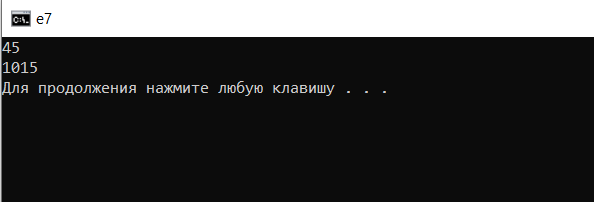 e7
45
1015
Для продолжения нажмите любую клавишу . . .